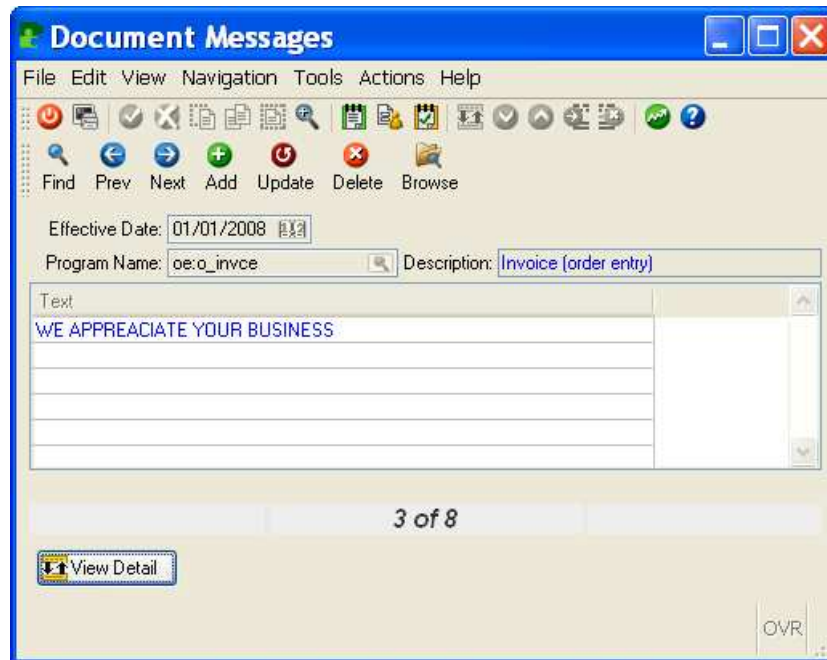 Document Messages
File Edit View Navigation Tools Actions Help
Find Prev Next Add Update Delete Browse
Effective Date: 01/01/2008
Program Name: oe:o_invce Description: Invoice (order entry)
Text
WE APPREACIATE YOUR BUSINESS
3 of 8
View Detail
OVR